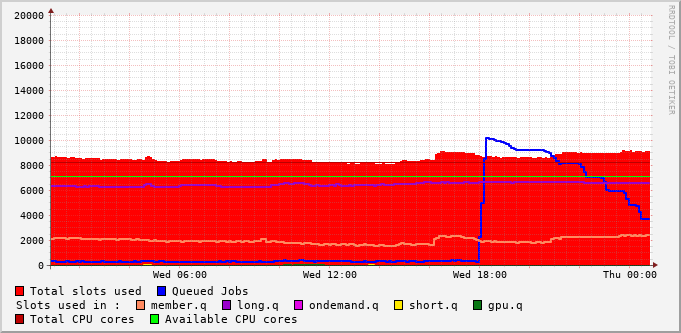 RRDTOOL / TOBI OETIKER
20000
18000
16000
14000
12000
10000
8000
6000
4000
2000
0
Wed 06:00 Wed 12:00 Wed 18:00 Thu 00:00
Total slots used Queued Jobs
Slots used in : member.q long.q ondemand.q short.q gpu.q
Total CPU cores Available CPU cores